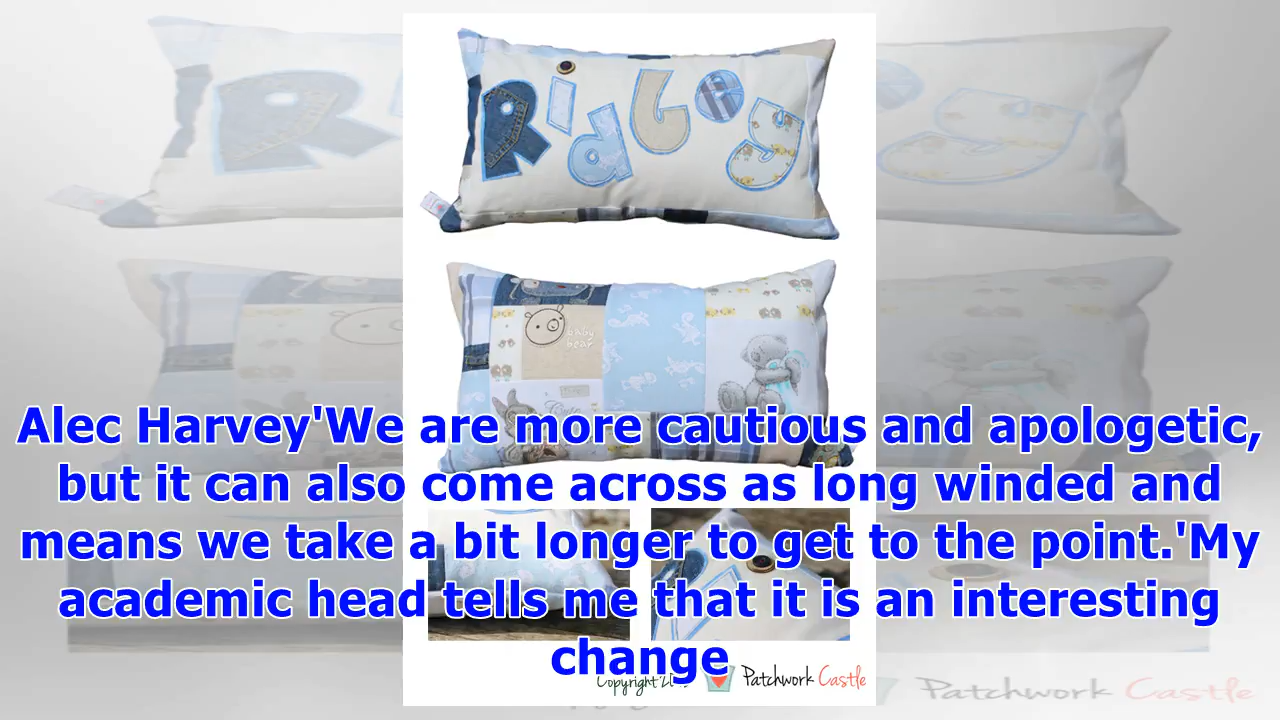 Ridley
baby
bear
Alec Harvey'We are more cautious and apologetic,
but it can also come across as long winded and
means we take a bit longer to get to the point.'My
academic head tells me that it is an interesting
change
Copyright
Patchwork Castle
Patchwork Castle